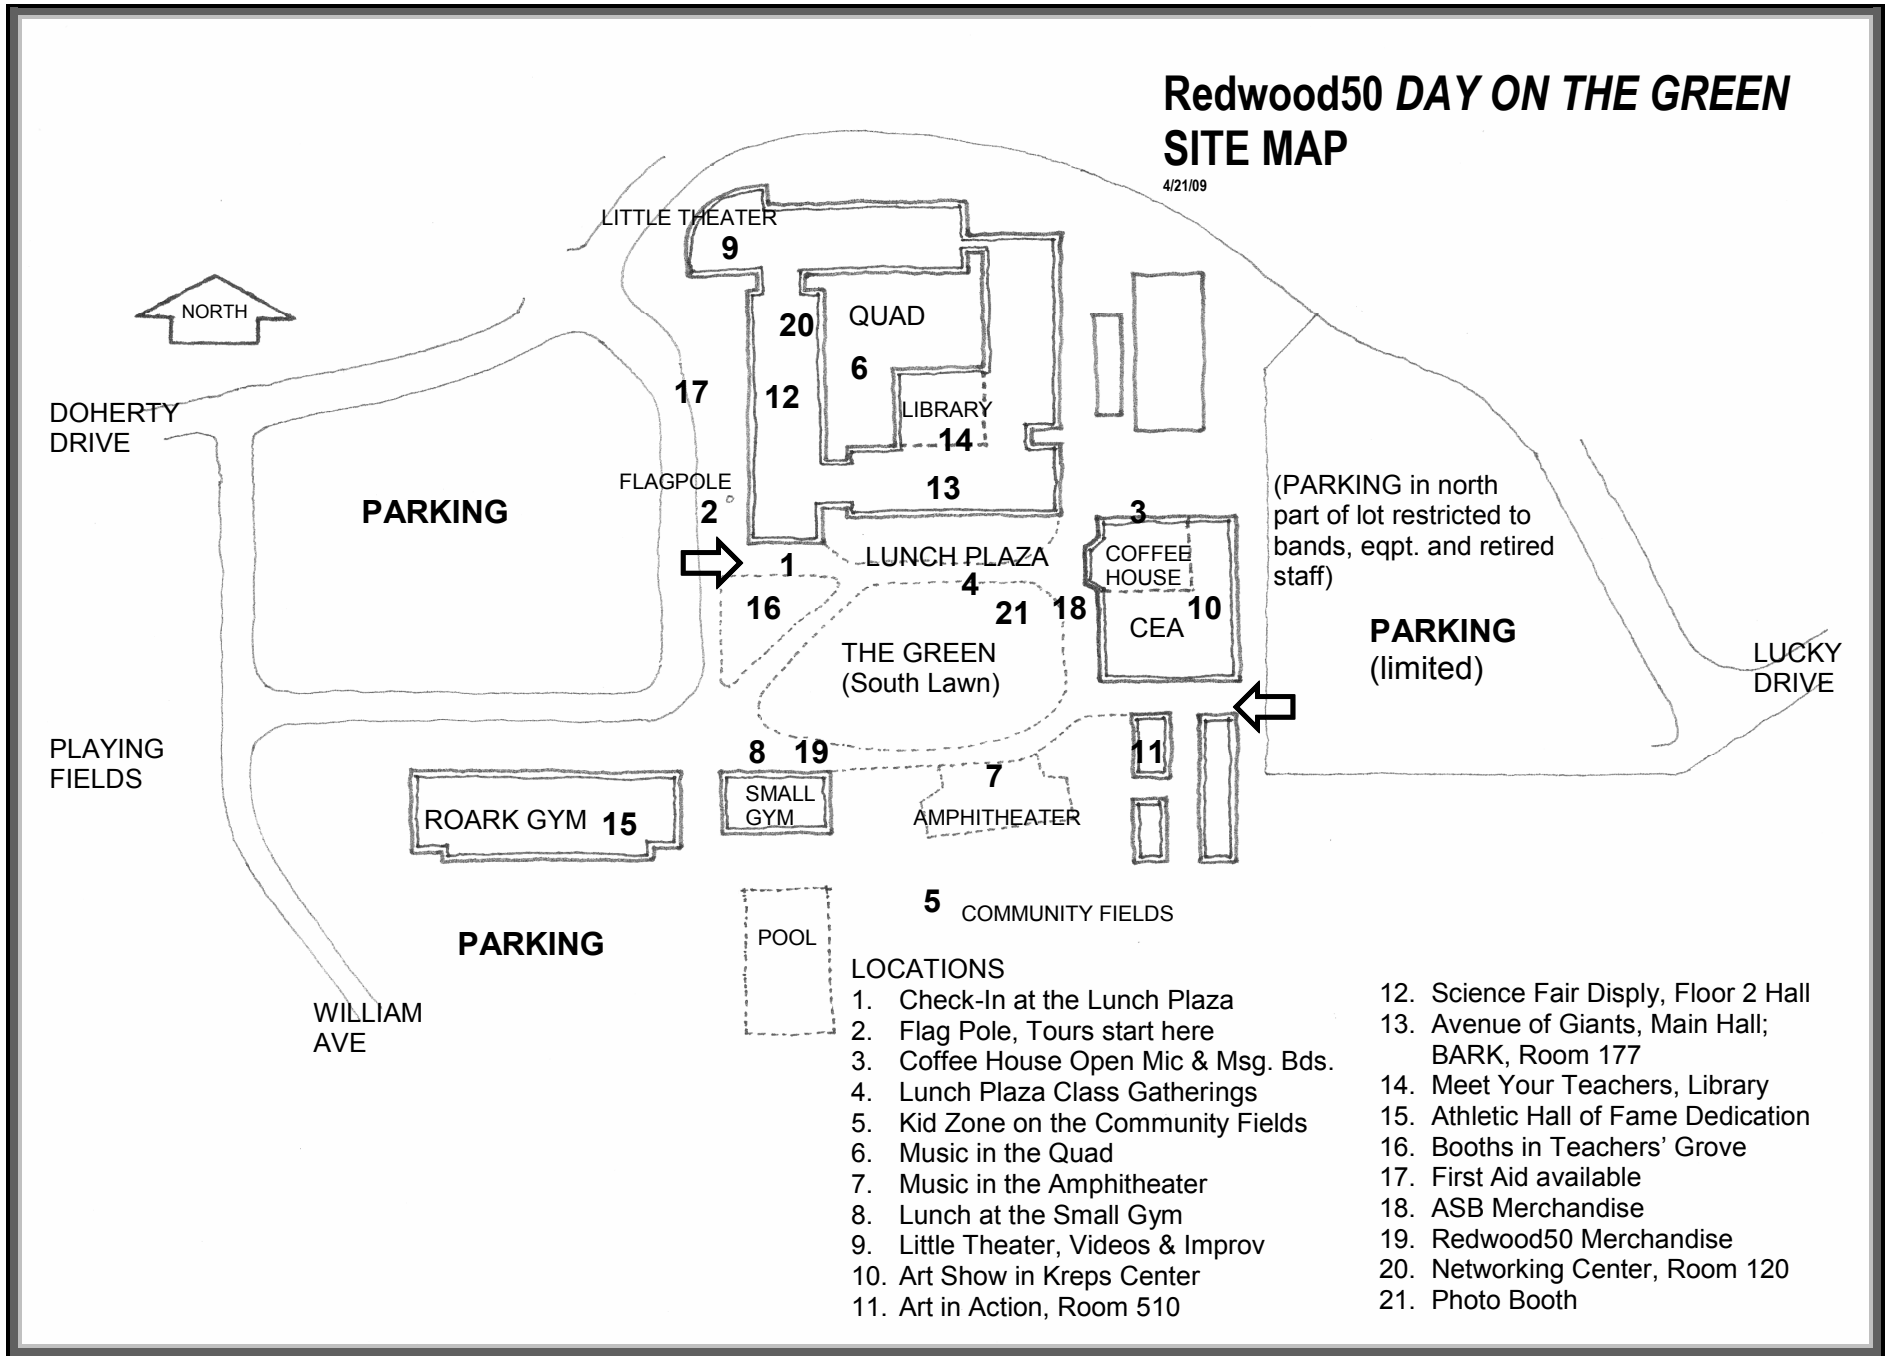 Redwood50 DAY ON THE GREEN
SITE MAP
4/21/09
LITTLE THEATER
9
NORTH
20
QUAD
6
17
12
DOHERTY
DRIVE
LIBRARY
14
FLAGPOLE
2
13
PARKING
3
(PARKING in north
part of lot restricted to
bands, eqpt. and retired
staff)
1
LUNCH PLAZA
4
COFFEE
HOUSE
16
21
18
10
CEA
PARKING
(limited)
THE GREEN
(South Lawn)
LUCKY
DRIVE
PLAYING
FIELDS
8
19
11
7
ROARK GYM
15
SMALL
GYM
AMPHITHEATER
5
COMMUNITY FIELDS
PARKING
POOL
WILLIAM
AVE
LOCATIONS
1. Check-In at the Lunch Plaza
2. Flag Pole, Tours start here
3. Coffee House Open Mic & Msg. Bds.
4. Lunch Plaza Class Gatherings
5. Kid Zone on the Community Fields
6. Music in the Quad
7. Music in the Amphitheater
8. Lunch at the Small Gym
9. Little Theater, Videos & Improv
10. Art Show in Kreps Center
11. Art in Action, Room 510
12. Science Fair Disply, Floor 2 Hall
13. Avenue of Giants, Main Hall;
BARK, Room 177
14. Meet Your Teachers, Library
15. Athletic Hall of Fame Dedication
16. Booths in Teachers' Grove
17. First Aid available
18. ASB Merchandise
19. Redwood50 Merchandise
20. Networking Center, Room 120
21. Photo Booth